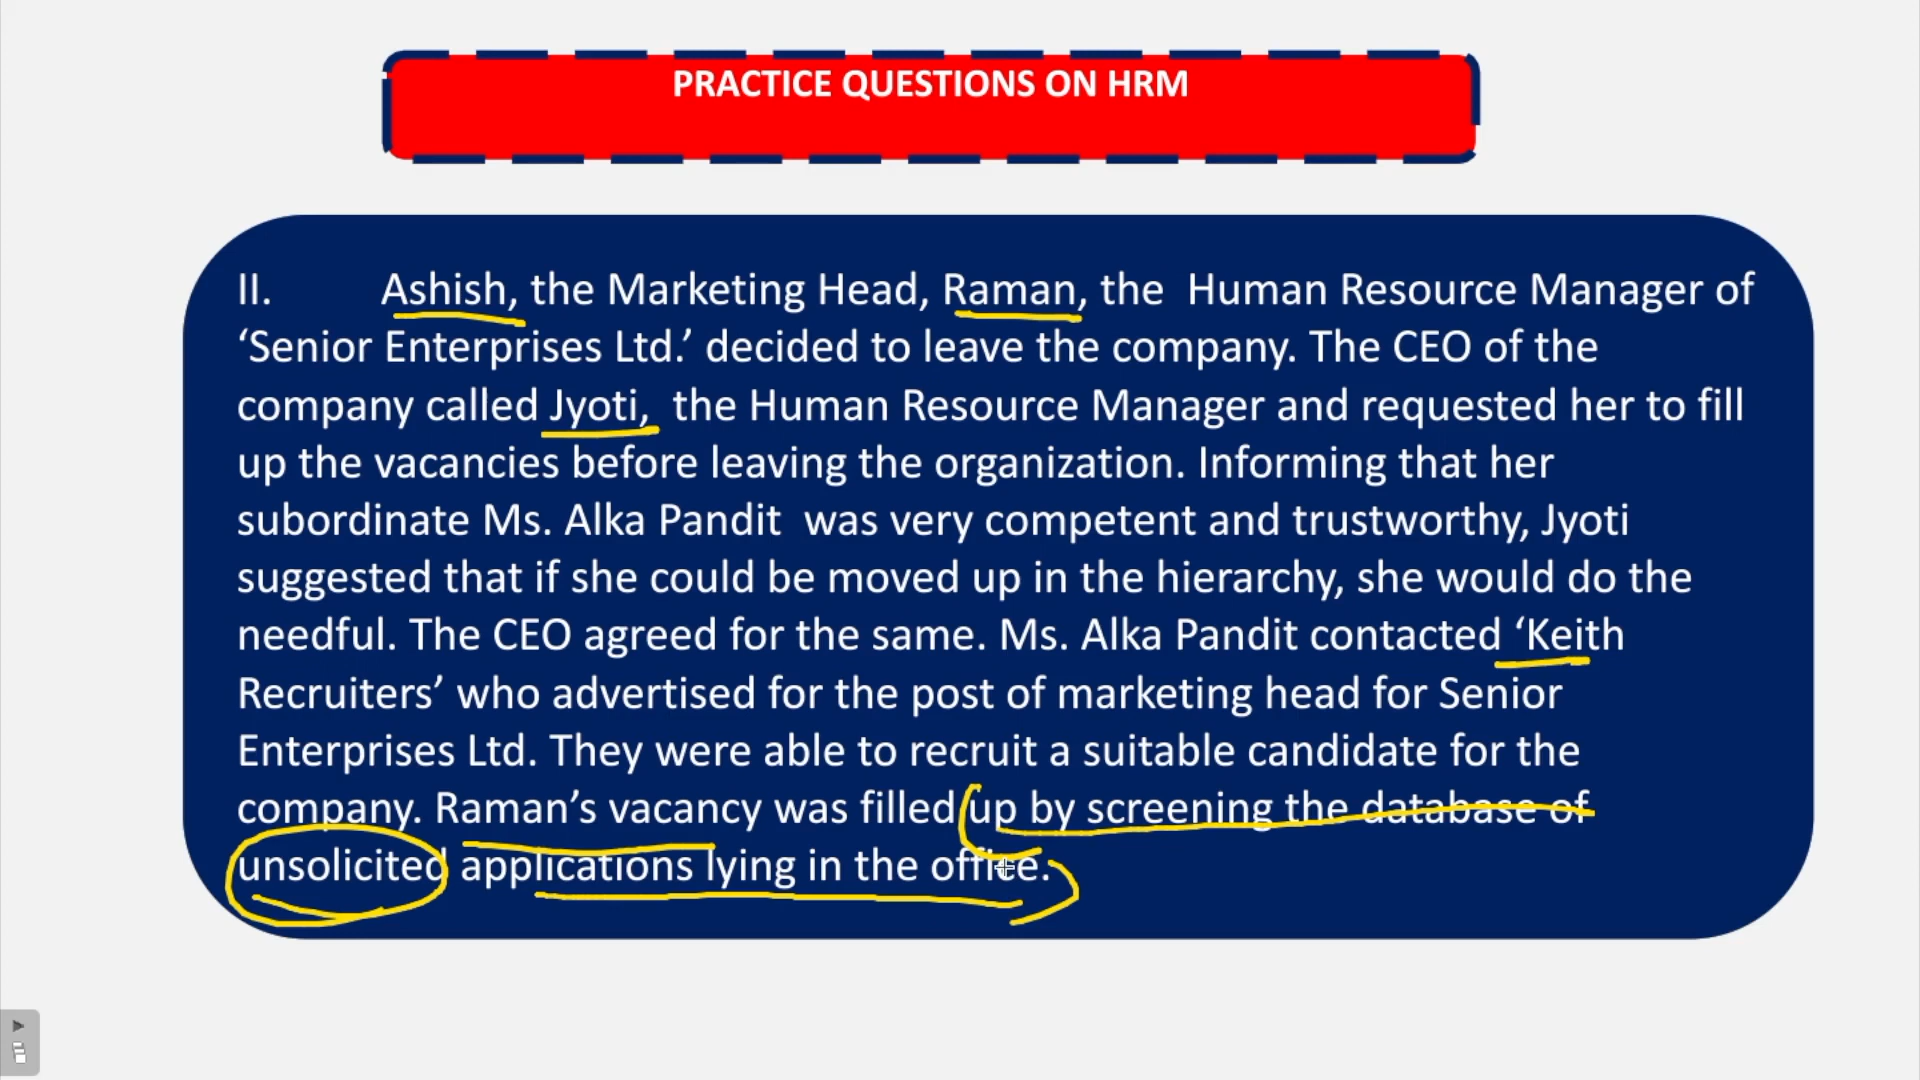 PRACTICE QUESTIONS ON HRM
II. Ashish, the Marketing Head, Raman, the Human Resource Manager of
‘Senior Enterprises Ltd.’ decided to leave the company. The CEO of the
company called Jyoti, the Human Resource Manager and requested her to fill
up the vacancies before leaving the organization. Informing that her
subordinate Ms. Alka Pandit was very competent and trustworthy, Jyoti
suggested that if she could be moved up in the hierarchy, she would do the
needful. The CEO agreed for the same. Ms. Alka Pandit contacted ‘Keith
Recruiters’ who advertised for the post of marketing head for Senior
Enterprises Ltd. They were able to recruit a suitable candidate for the
company. Raman’s vacancy was filled up by screening the database of
unsolicited applications lying in the office.